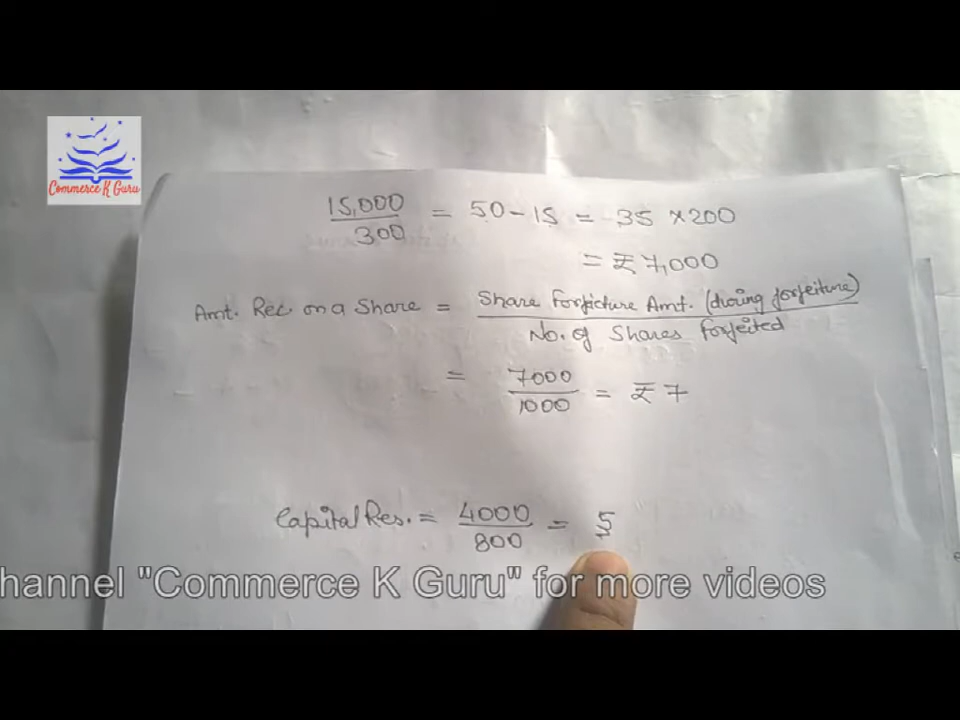 Commerce K Guru
15,000 / 300 = 50 - 15 = 35 × 200
= ₹7,000
Amt. Rec. on a Share = Share Forficture Amt. (during forfeiture) / No. of Shares forfeited
= 7000 / 1000 = ₹7
Capital Res. = 4000 / 800 = 5
hannel "Commerce K Guru" for more videos